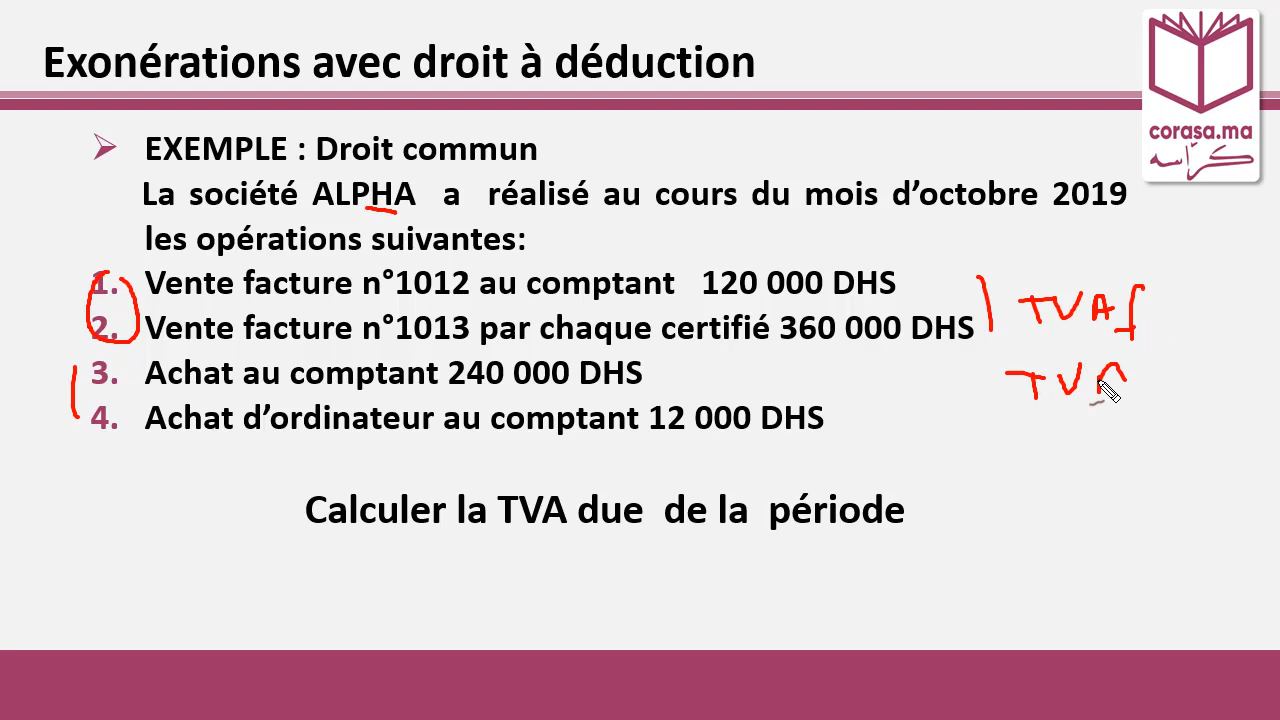 Exonérations avec droit à déduction
corasa.ma
كرّاسة
EXEMPLE : Droit commun
La société ALPHA a réalisé au cours du mois d’octobre 2019
les opérations suivantes:
1. Vente facture n°1012 au comptant 120 000 DHS
2. Vente facture n°1013 par chaque certifié 360 000 DHS
TVAf
3. Achat au comptant 240 000 DHS
TVA
4. Achat d’ordinateur au comptant 12 000 DHS
Calculer la TVA due de la période